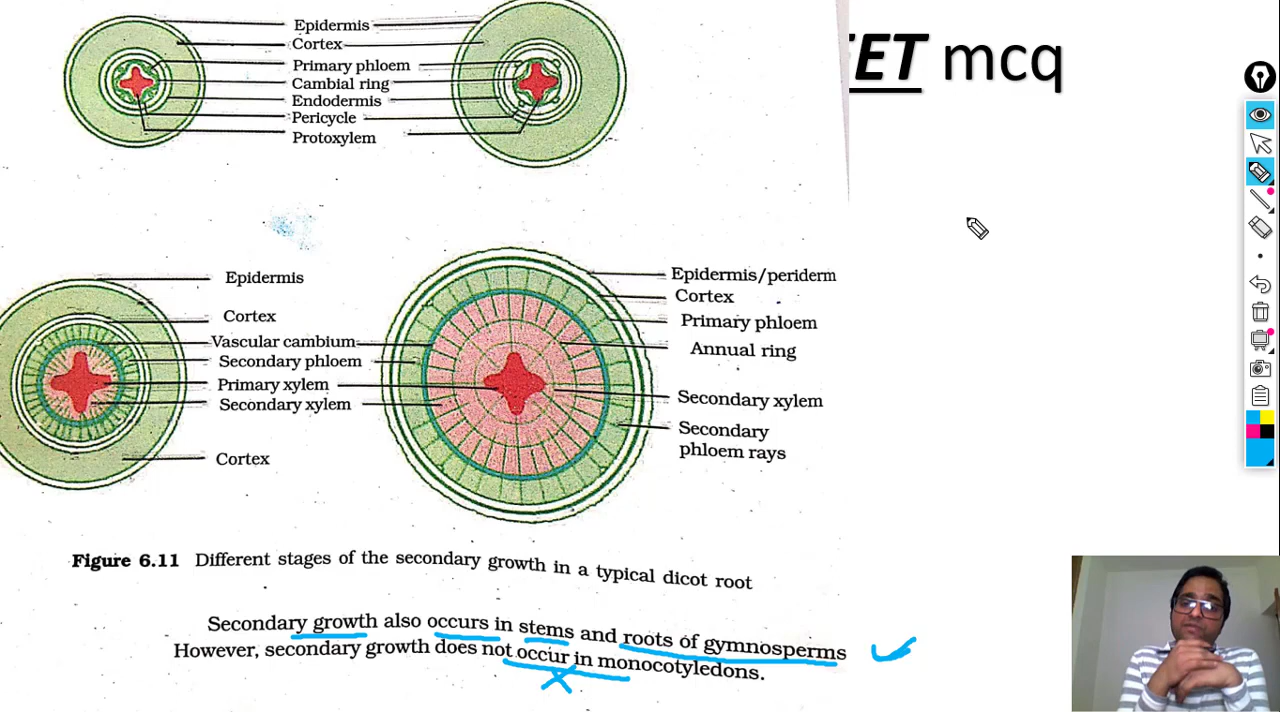 EET mcq
Epidermis
Cortex
Primary phloem
Cambial ring
Endodermis
Pericycle
Protoxylem
Epidermis
Cortex
Vascular cambium
Secondary phloem
Primary xylem
Secondary xylem
Cortex
Epidermis/periderm
Cortex
Primary phloem
Annual ring
Secondary xylem
Secondary
phloem rays
Figure 6.11 Different stages of the secondary growth in a typical dicot root
Secondary growth also occurs in stems and roots of gymnosperms
However, secondary growth does not occur in monocotyledons.